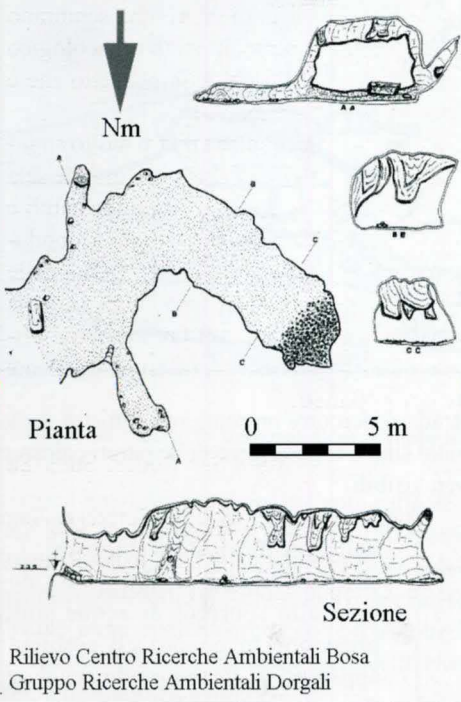 Nm
A A
A
B
C
B B
B
C
C C
Pianta
A
0 5 m
Sezione
Rilievo Centro Ricerche Ambientali Bosa
Gruppo Ricerche Ambientali Dorgali